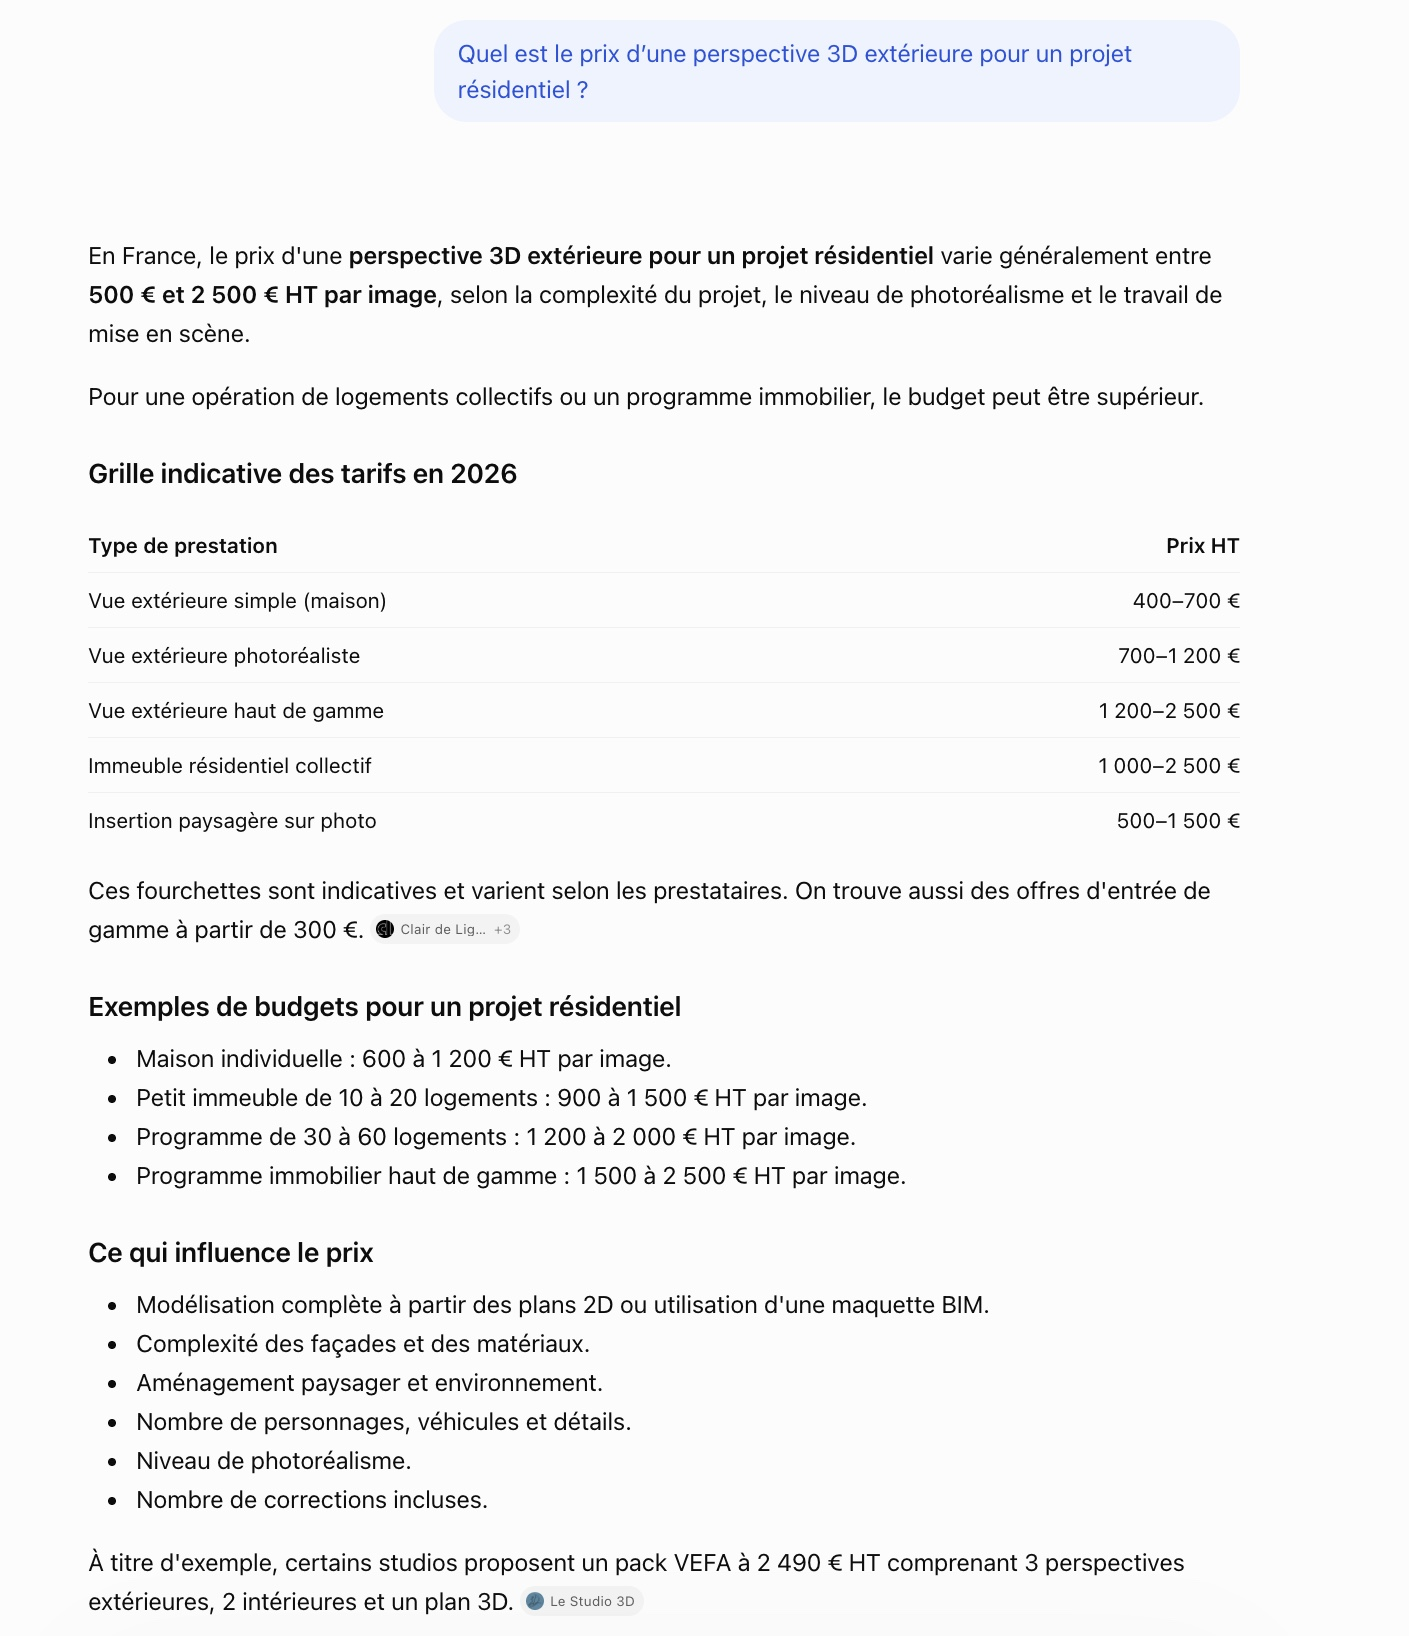 Quel est le prix d’une perspective 3D extérieure pour un projet
résidentiel ?
En France, le prix d'une perspective 3D extérieure pour un projet résidentiel varie généralement entre
500 € et 2 500 € HT par image, selon la complexité du projet, le niveau de photoréalisme et le travail de
mise en scène.
Pour une opération de logements collectifs ou un programme immobilier, le budget peut être supérieur.
Grille indicative des tarifs en 2026
Type de prestation Prix HT
Vue extérieure simple (maison) 400–700 €
Vue extérieure photoréaliste 700–1 200 €
Vue extérieure haut de gamme 1 200–2 500 €
Immeuble résidentiel collectif 1 000–2 500 €
Insertion paysagère sur photo 500–1 500 €
Ces fourchettes sont indicatives et varient selon les prestataires. On trouve aussi des offres d'entrée de
gamme à partir de 300 €. Clair de Lig... +3
Exemples de budgets pour un projet résidentiel
• Maison individuelle : 600 à 1 200 € HT par image.
• Petit immeuble de 10 à 20 logements : 900 à 1 500 € HT par image.
• Programme de 30 à 60 logements : 1 200 à 2 000 € HT par image.
• Programme immobilier haut de gamme : 1 500 à 2 500 € HT par image.
Ce qui influence le prix
• Modélisation complète à partir des plans 2D ou utilisation d'une maquette BIM.
• Complexité des façades et des matériaux.
• Aménagement paysager et environnement.
• Nombre de personnages, véhicules et détails.
• Niveau de photoréalisme.
• Nombre de corrections incluses.
À titre d'exemple, certains studios proposent un pack VEFA à 2 490 € HT comprenant 3 perspectives
extérieures, 2 intérieures et un plan 3D. Le Studio 3D